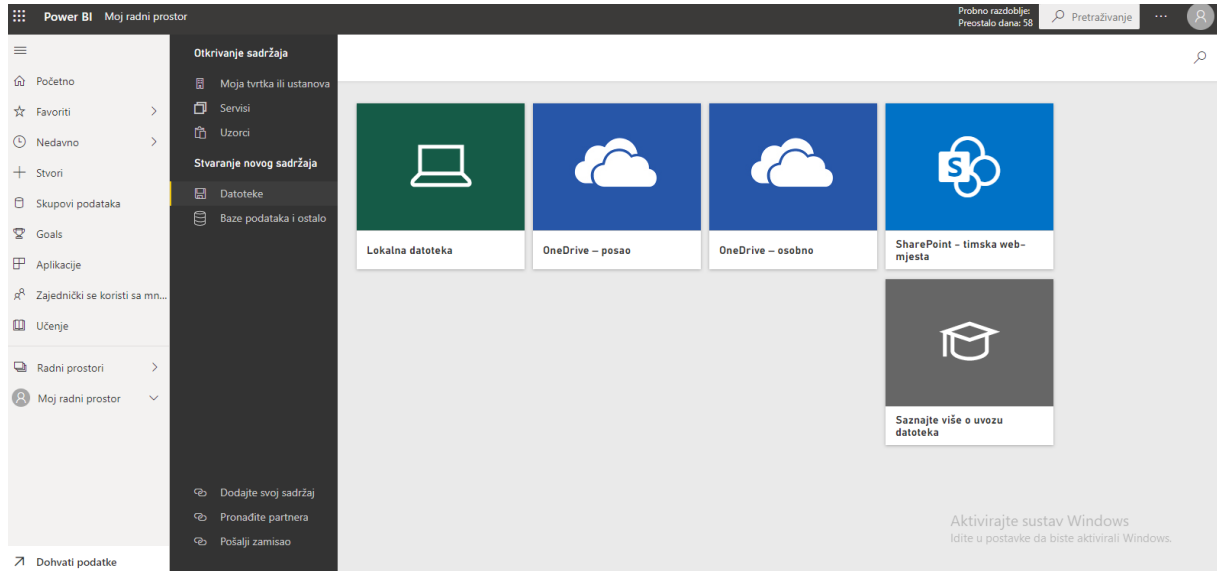 Power BI Moj radni prostor
Probno razdoblje:
Preostalo dana: 58
Pretraživanje
Početno
Favoriti
Nedavno
Stvori
Skupovi podataka
Goals
Aplikacije
Zajednički se koristi sa mn...
Učenje
Radni prostori
Moj radni prostor
Dohvati podatke
Otkrivanje sadržaja
Moja tvrtka ili ustanova
Servisi
Uzorci
Stvaranje novog sadržaja
Datoteke
Baze podataka i ostalo
Dodajte svoj sadržaj
Pronađite partnera
Pošalji zamisao
Lokalna datoteka
OneDrive – posao
OneDrive – osobno
S
SharePoint – timska web-
mjesta
Saznajte više o uvozu
datoteka
Aktivirajte sustav Windows
Idite u postavke da biste aktivirali Windows.